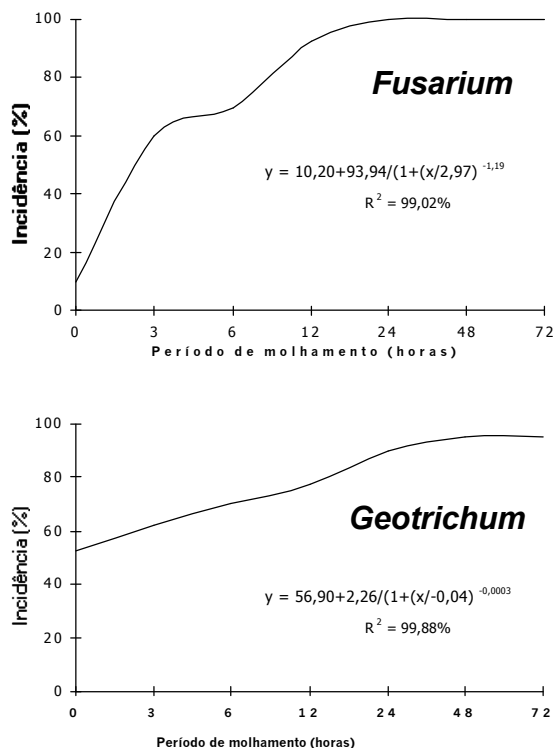 100
Fusarium
80
Incidência (%)
60
y = 10,20+93,94/(1+(x/2,97) -1,19
40
R 2 = 99,02%
20
0
0 3 6 12 24 48 72
Período de molhamento (horas)
100
80
Geotrichum
Incidência (%)
60
40
y = 56,90+2,26/(1+(x/-0,04) -0,0003
R 2 = 99,88%
20
0
0 3 6 12 24 48 72
Período de molhamento (horas)